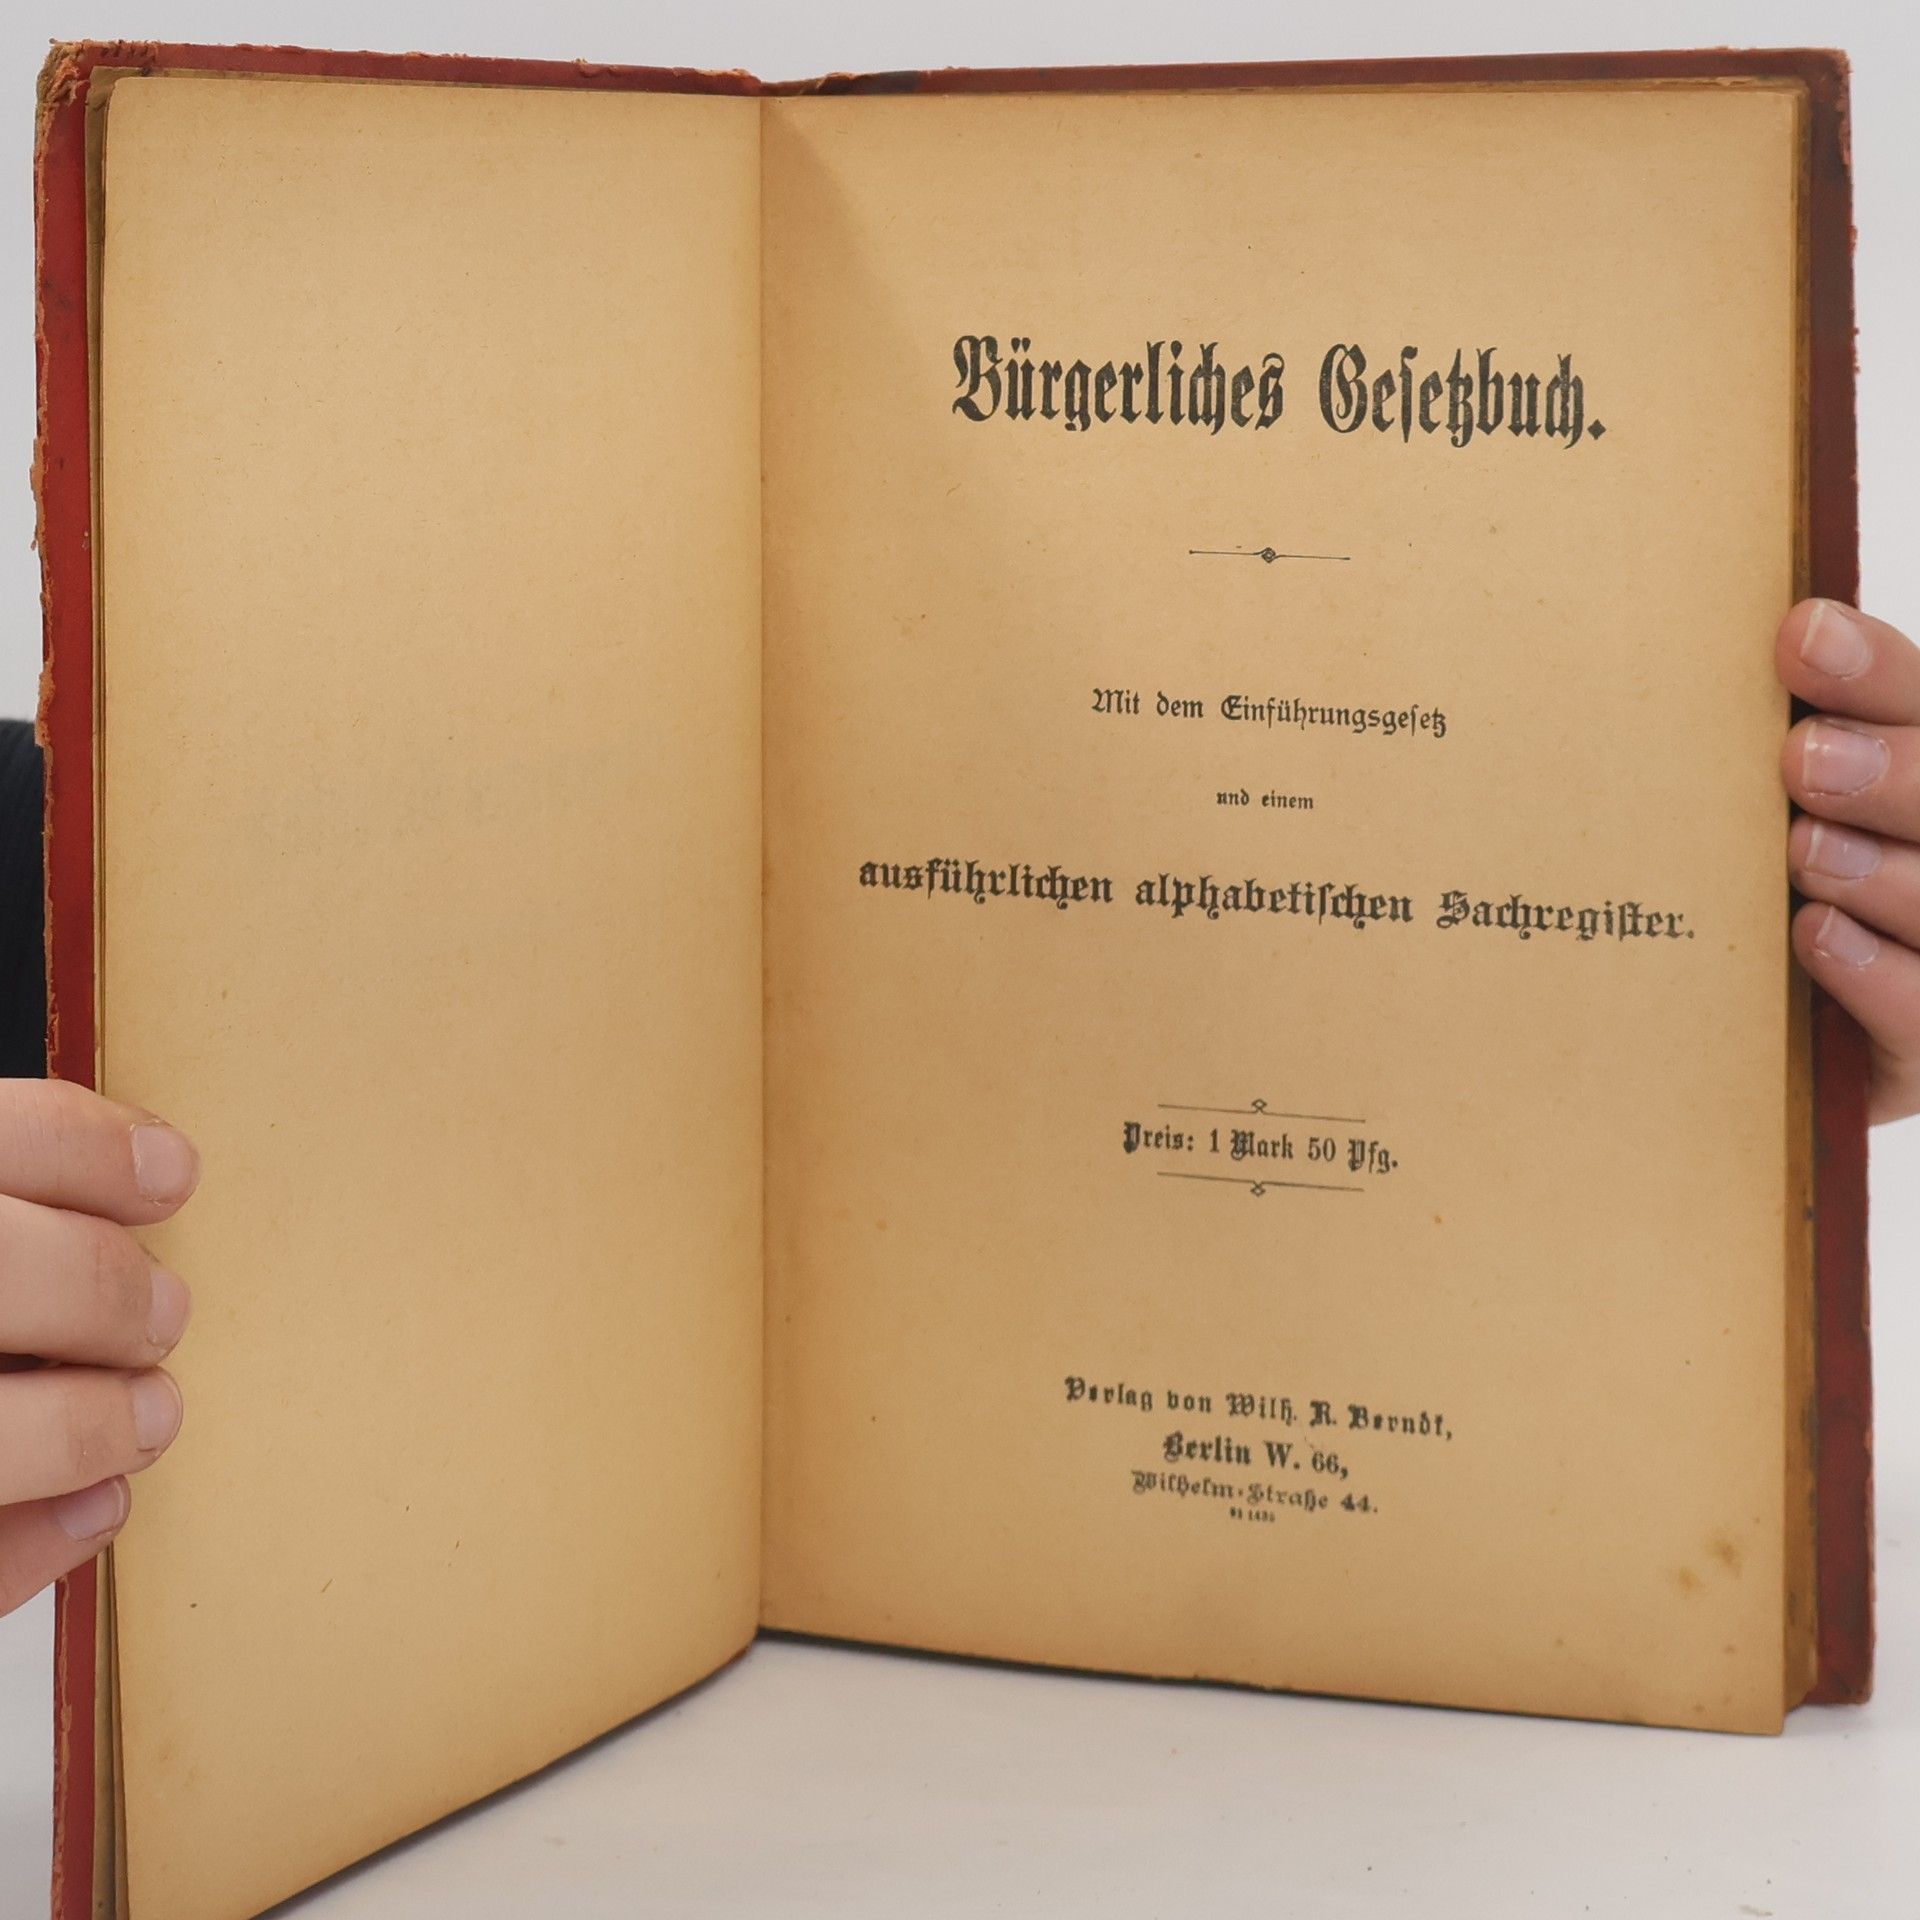 Bürgerliches Gesetzbuch.
Mit dem Einführungsgesetz
und einem
ausführlichen alphabetischen Sachregister.
Preis: 1 Mark 50 Pfg.
Verlag von Wilh. R. Berndt,
Berlin W. 66,
Wilhelm-Straße 44.